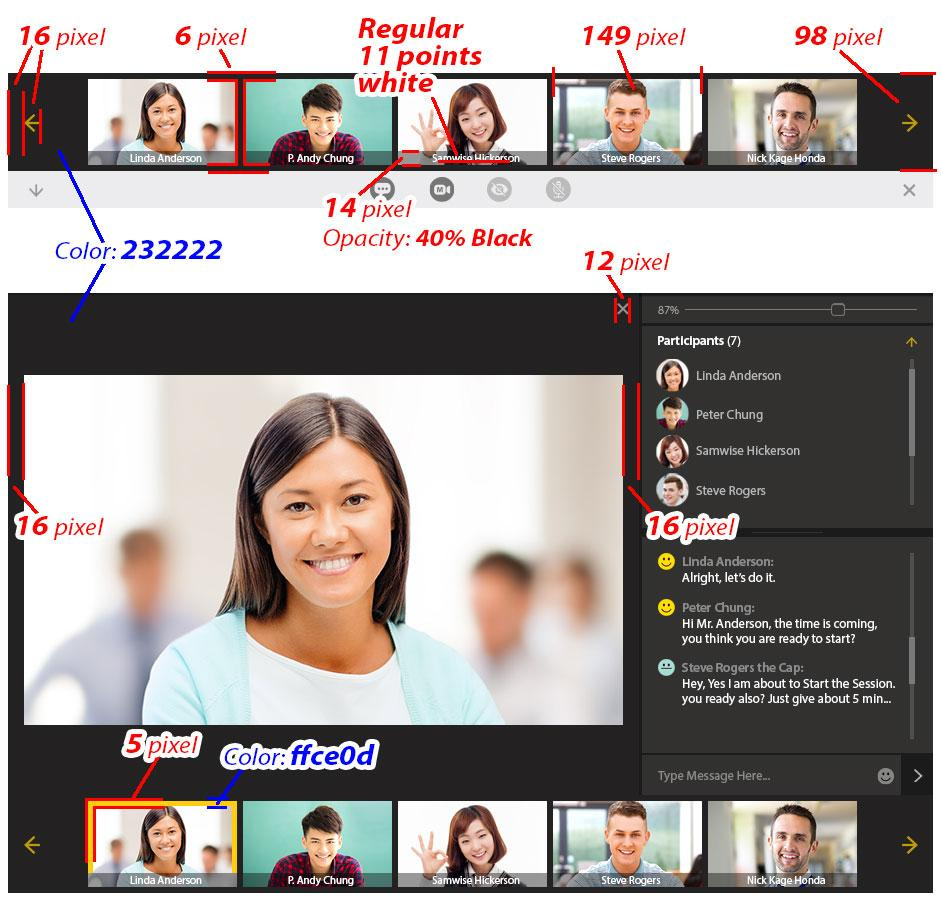 16 pixel
6 pixel
Regular
11 points
white
149 pixel
98 pixel
Linda Anderson
P. Andy Chung
Samwise Hickerson
Steve Rogers
Nick Kage Honda
14 pixel
Opacity: 40% Black
Color: 232222
12 pixel
87%
Participants (7)
Linda Anderson
Peter Chung
Samwise Hickerson
Steve Rogers
16 pixel
16 pixel
Linda Anderson:
Alright, let's do it.
Peter Chung:
Hi Mr. Anderson, the time is coming,
you think you are ready to start?
Steve Rogers the Cap:
Hey, Yes I am about to Start the Session.
you ready also? Just give about 5 min...
5 pixel
Color: ffce0d
Type Message Here...
Linda Anderson
P. Andy Chung
Samwise Hickerson
Steve Rogers
Nick Kage Honda